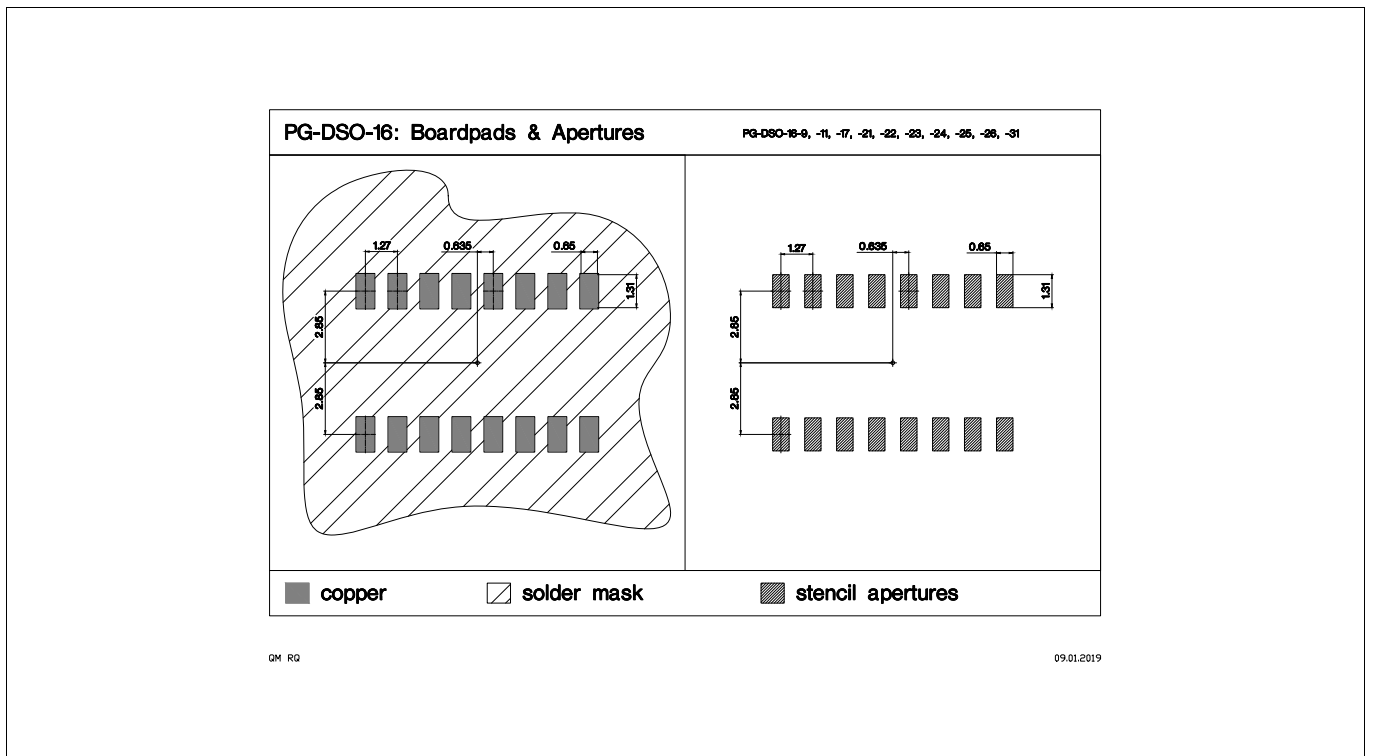 PG-DSO-16: Boardpads & Apertures
PG-DSO-16-9, -11, -17, -21, -22, -23, -24, -25, -26, -31
1.27
0.635
0.65
1.31
2.85
2.85
1.27
0.635
0.65
1.31
2.85
2.85
copper
solder mask
stencil apertures
QM RQ
09.01.2019